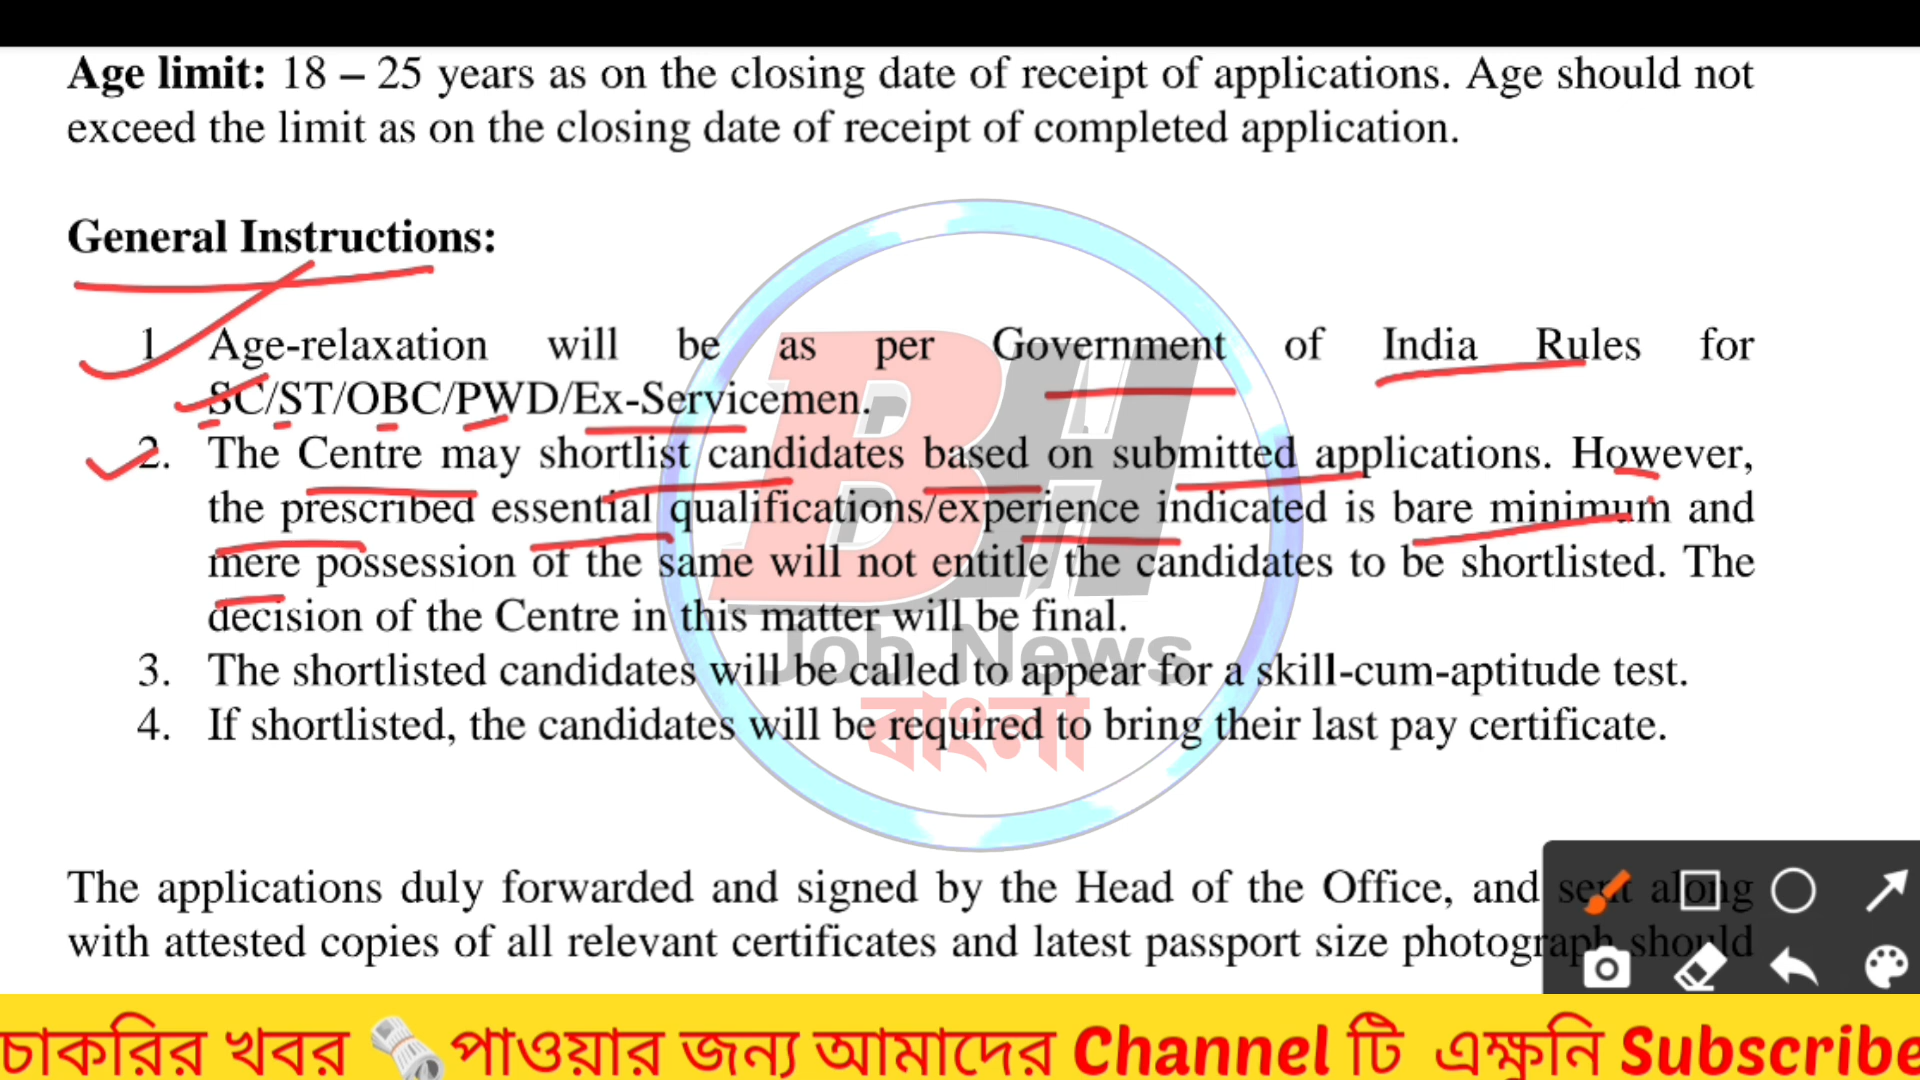 Age limit: 18 – 25 years as on the closing date of receipt of applications. Age should not
exceed the limit as on the closing date of receipt of completed application.
General Instructions:
1. Age-relaxation will be as per Government of India Rules for
SC/ST/OBC/PWD/Ex-Servicemen.
2. The Centre may shortlist candidates based on submitted applications. However,
the prescribed essential qualifications/experience indicated is bare minimum and
mere possession of the same will not entitle the candidates to be shortlisted. The
decision of the Centre in this matter will be final.
3. The shortlisted candidates will be called to appear for a skill-cum-aptitude test.
4. If shortlisted, the candidates will be required to bring their last pay certificate.
BH
Job News
বাংলা
The applications duly forwarded and signed by the Head of the Office, and sent along
with attested copies of all relevant certificates and latest passport size photograph should
চাকরির খবর পাওয়ার জন্য আমাদের Channel টি এক্ষুনি Subscribe